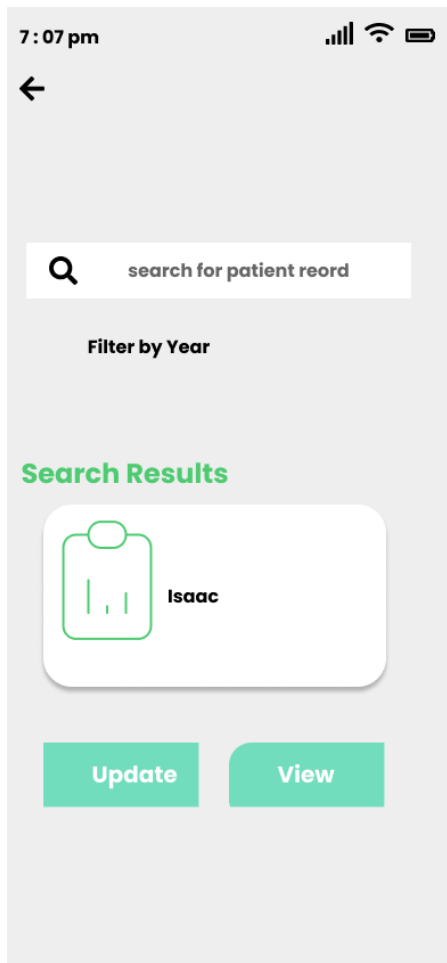 7:07 pm
search for patient reord
Filter by Year
Search Results
Isaac
Update
View